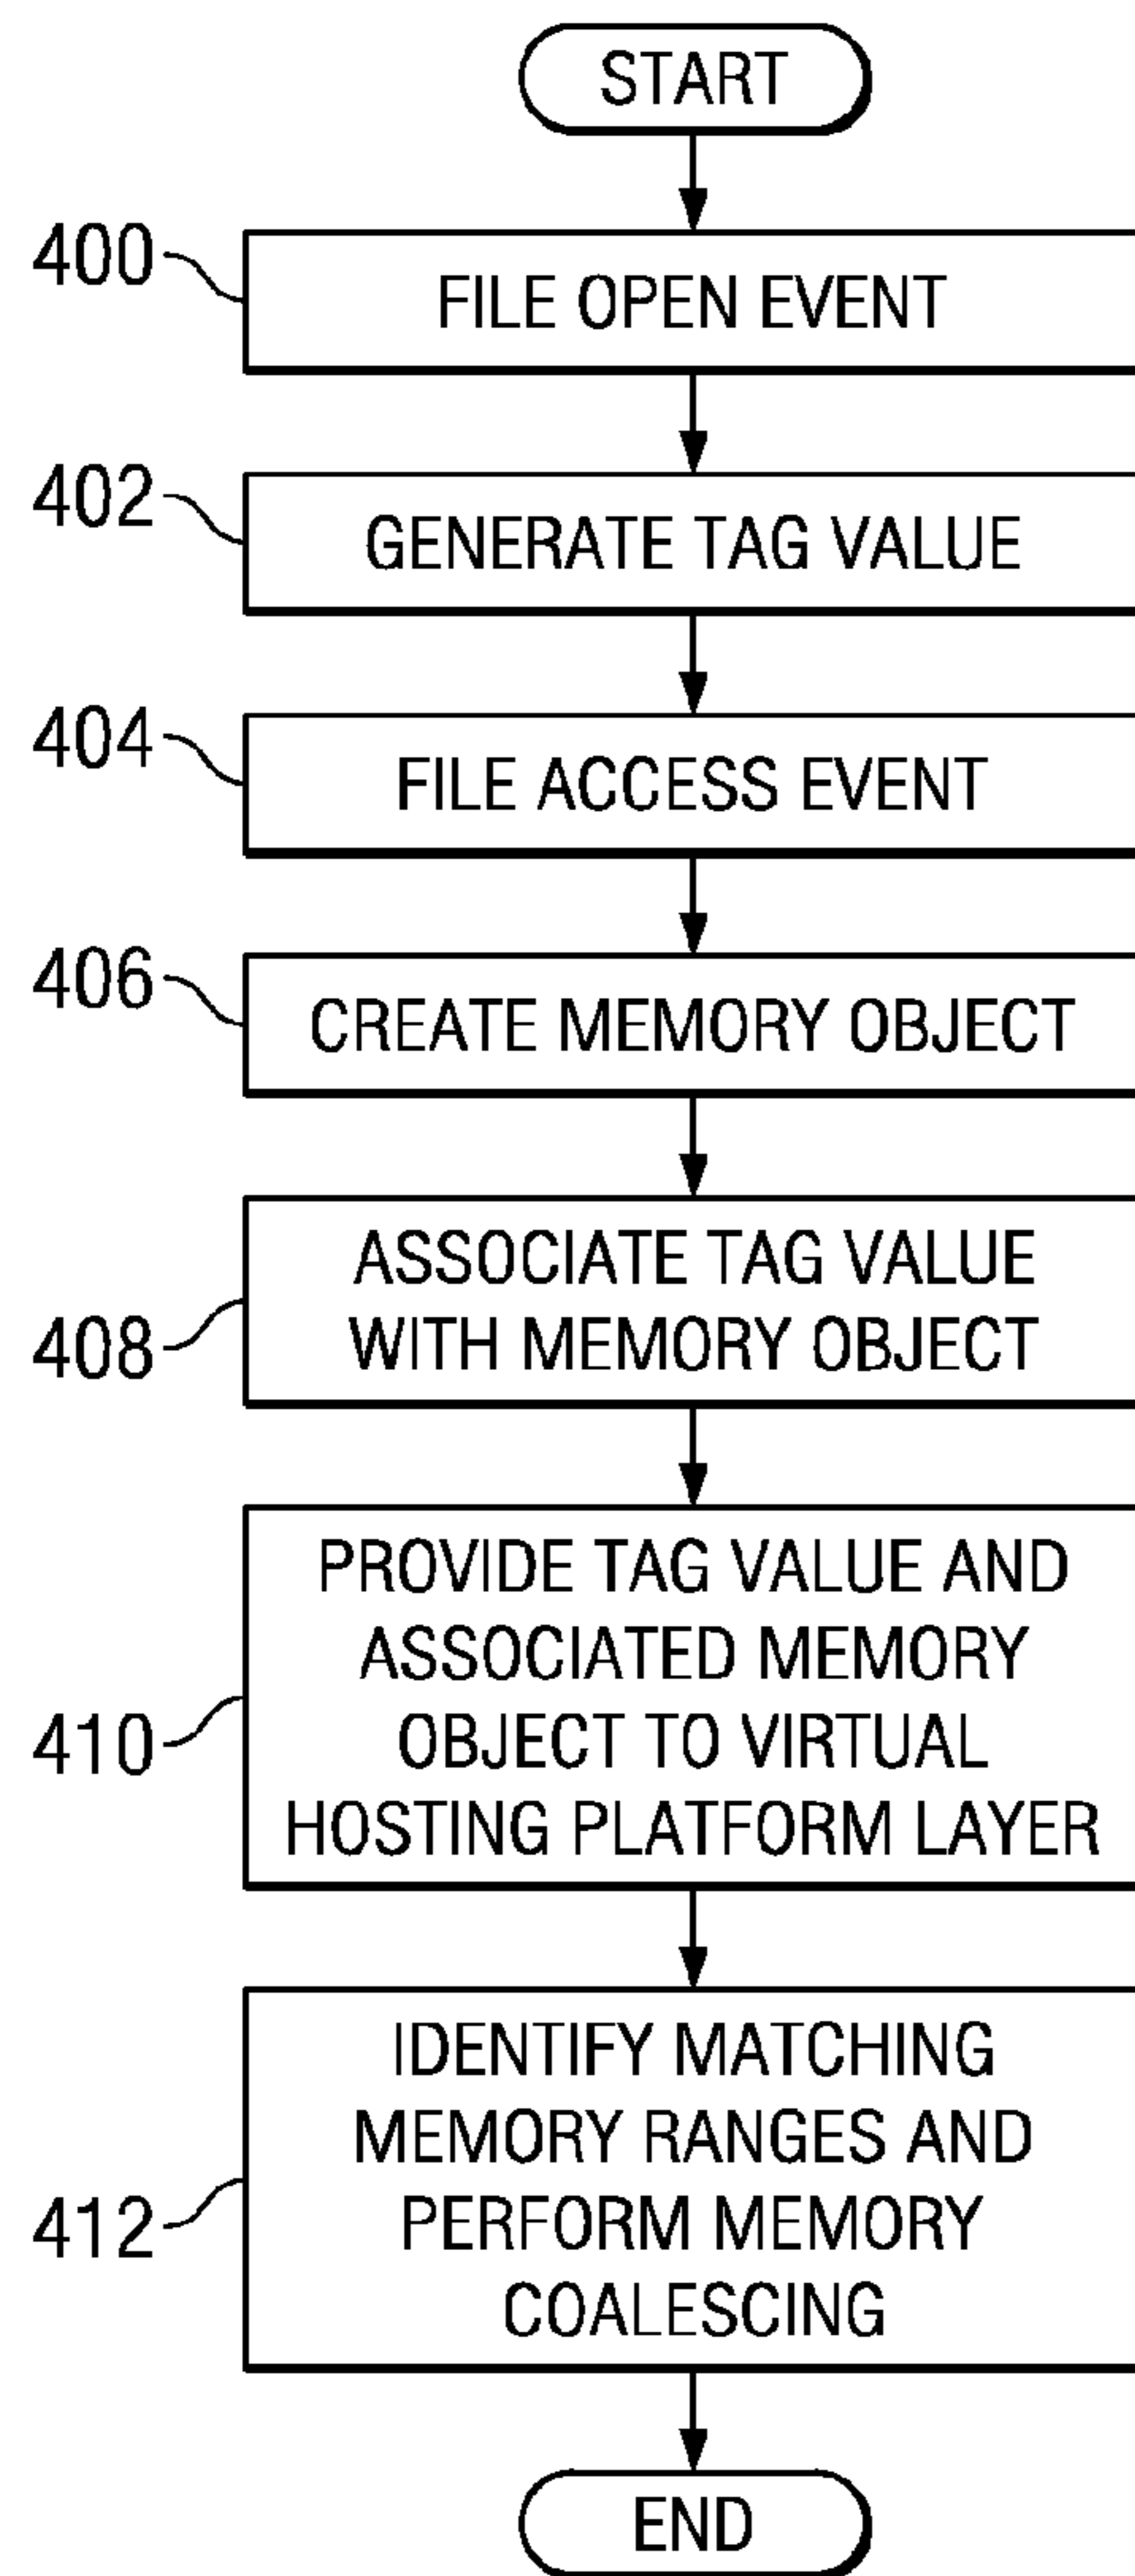 START
400
FILE OPEN EVENT
402
GENERATE TAG VALUE
404
FILE ACCESS EVENT
406
CREATE MEMORY OBJECT
408
ASSOCIATE TAG VALUE
WITH MEMORY OBJECT
410
PROVIDE TAG VALUE AND
ASSOCIATED MEMORY
OBJECT TO VIRTUAL
HOSTING PLATFORM LAYER
412
IDENTIFY MATCHING
MEMORY RANGES AND
PERFORM MEMORY
COALESCING
END